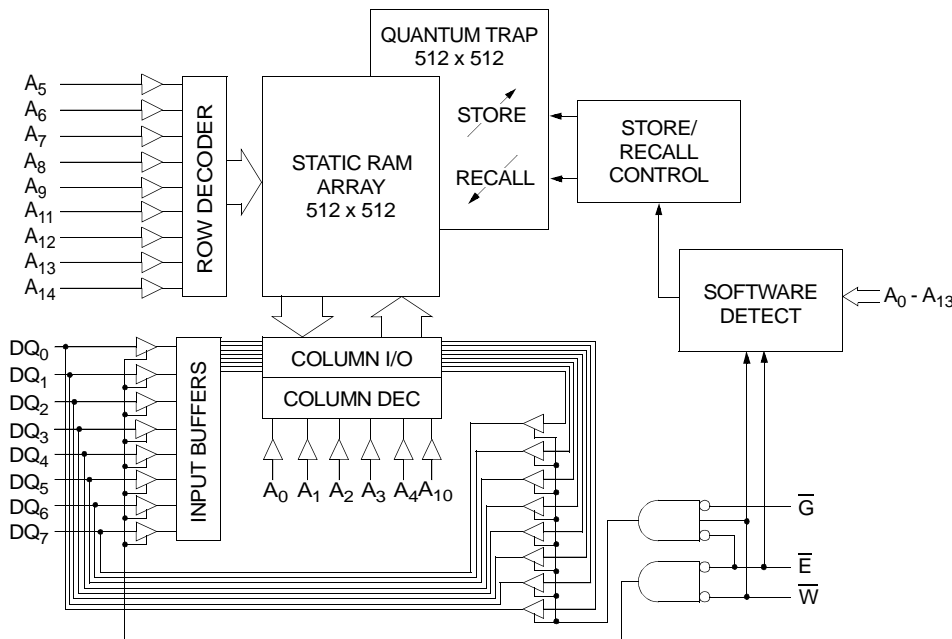 QUANTUM TRAP
512 x 512
STORE
RECALL
STORE/
RECALL
CONTROL
A5
A6
A7
A8
A9
A11
A12
A13
A14
ROW DECODER
STATIC RAM
ARRAY
512 x 512
SOFTWARE
DETECT
A0 - A13
DQ0
DQ1
DQ2
DQ3
DQ4
DQ5
DQ6
DQ7
INPUT BUFFERS
COLUMN I/O
COLUMN DEC
A0 A1 A2 A3 A4 A10
G̅
E̅
W̅